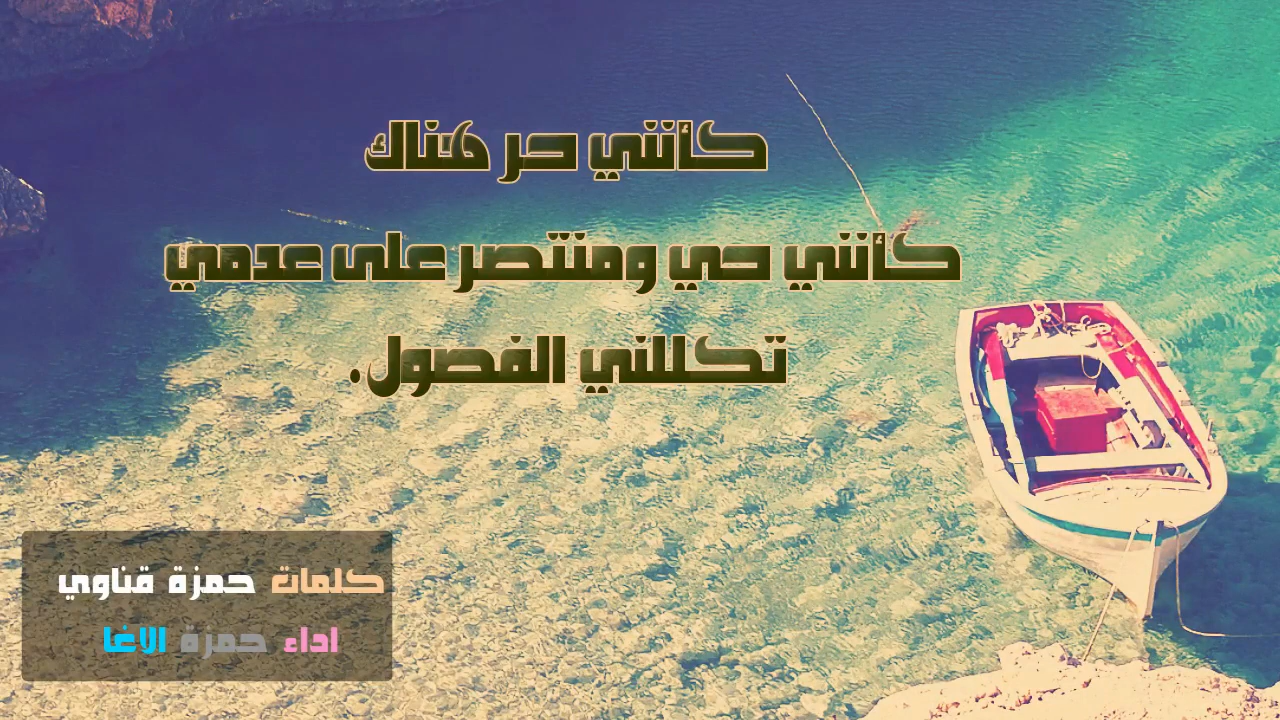 كأنني حر هناك
كأنني حي ومنتصر على عدمي
تكللني الفصول.
كلمات حمزة قناوي
اداء حمزة الاغا